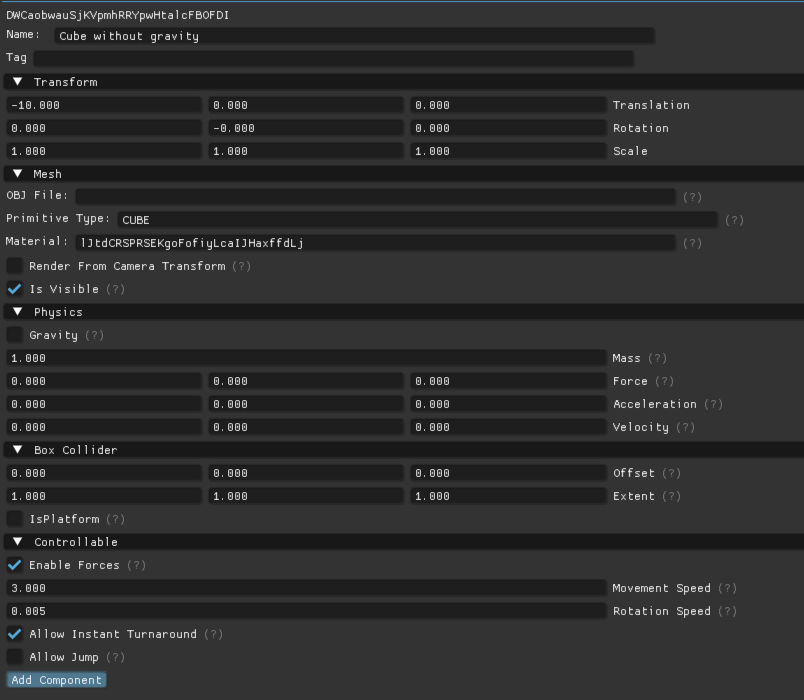 DWCaobwauSjKVpmhRRYpwHtalcFBOFDI
Name: Cube without gravity
Tag
▼ Transform
-10.000 0.000 0.000 Translation
0.000 -0.000 0.000 Rotation
1.000 1.000 1.000 Scale
▼ Mesh
OBJ File: (?)
Primitive Type: CUBE (?)
Material: lJtdCRSPRSEKgoFofiyLcaIJHaxffdLj (?)
Render From Camera Transform (?)
Is Visible (?)
▼ Physics
Gravity (?)
1.000 Mass (?)
0.000 0.000 0.000 Force (?)
0.000 0.000 0.000 Acceleration (?)
0.000 0.000 0.000 Velocity (?)
▼ Box Collider
0.000 0.000 0.000 Offset (?)
1.000 1.000 1.000 Extent (?)
IsPlatform (?)
▼ Controllable
Enable Forces (?)
3.000 Movement Speed (?)
0.005 Rotation Speed (?)
Allow Instant Turnaround (?)
Allow Jump (?)
Add Component